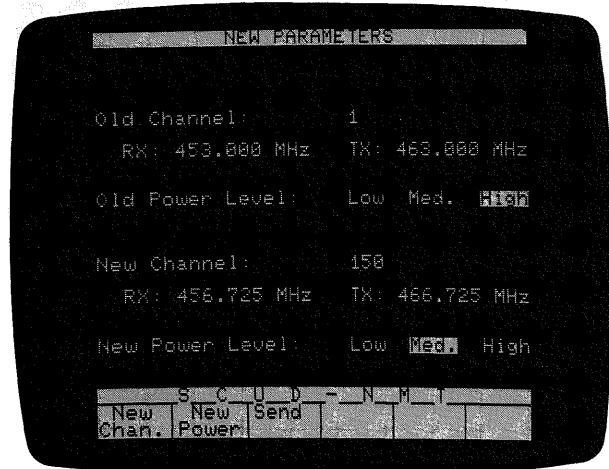 NEW PARAMETERS
Old Channel: 1
RX: 453.000 MHz TX: 463.000 MHz
Old Power Level: Low Med. High
New Channel: 150
RX: 456.725 MHz TX: 466.725 MHz
New Power Level: Low Med. High
S C U D - N M T
New Chan. New Power Send